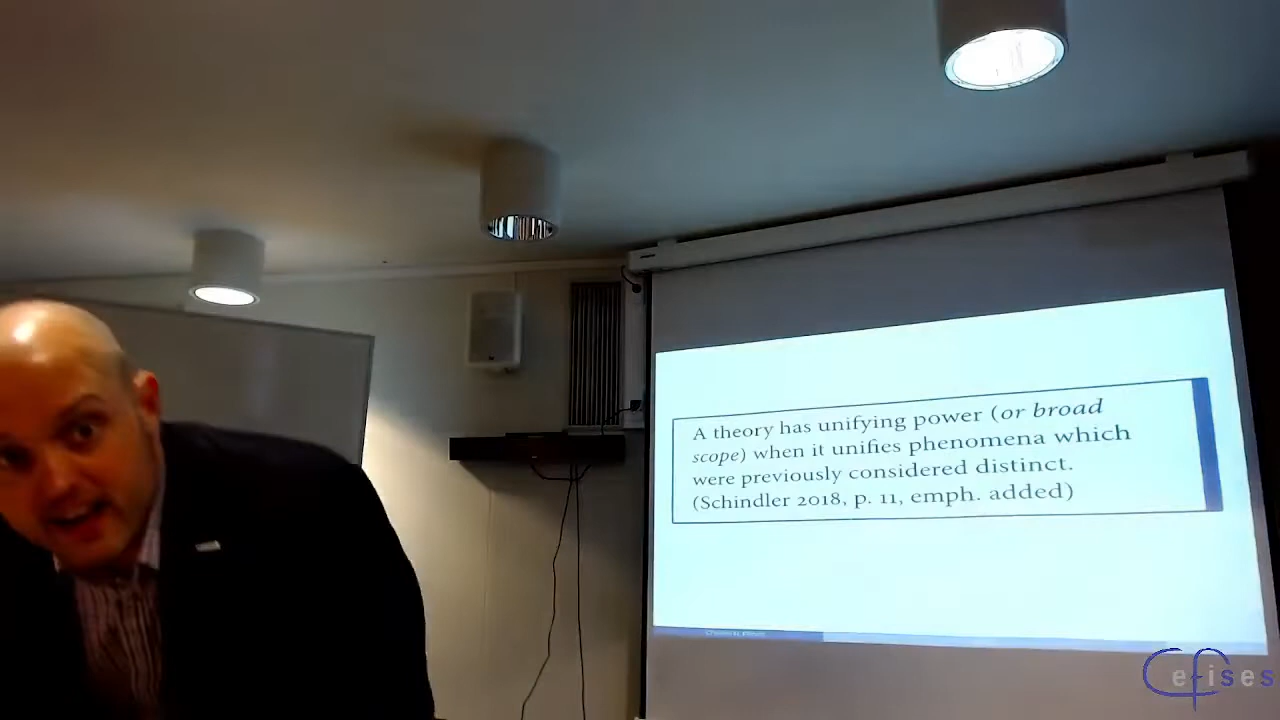 A theory has unifying power (or broad
scope) when it unifies phenomena which
were previously considered distinct.
(Schindler 2018, p. 11, emph. added)
Cefises